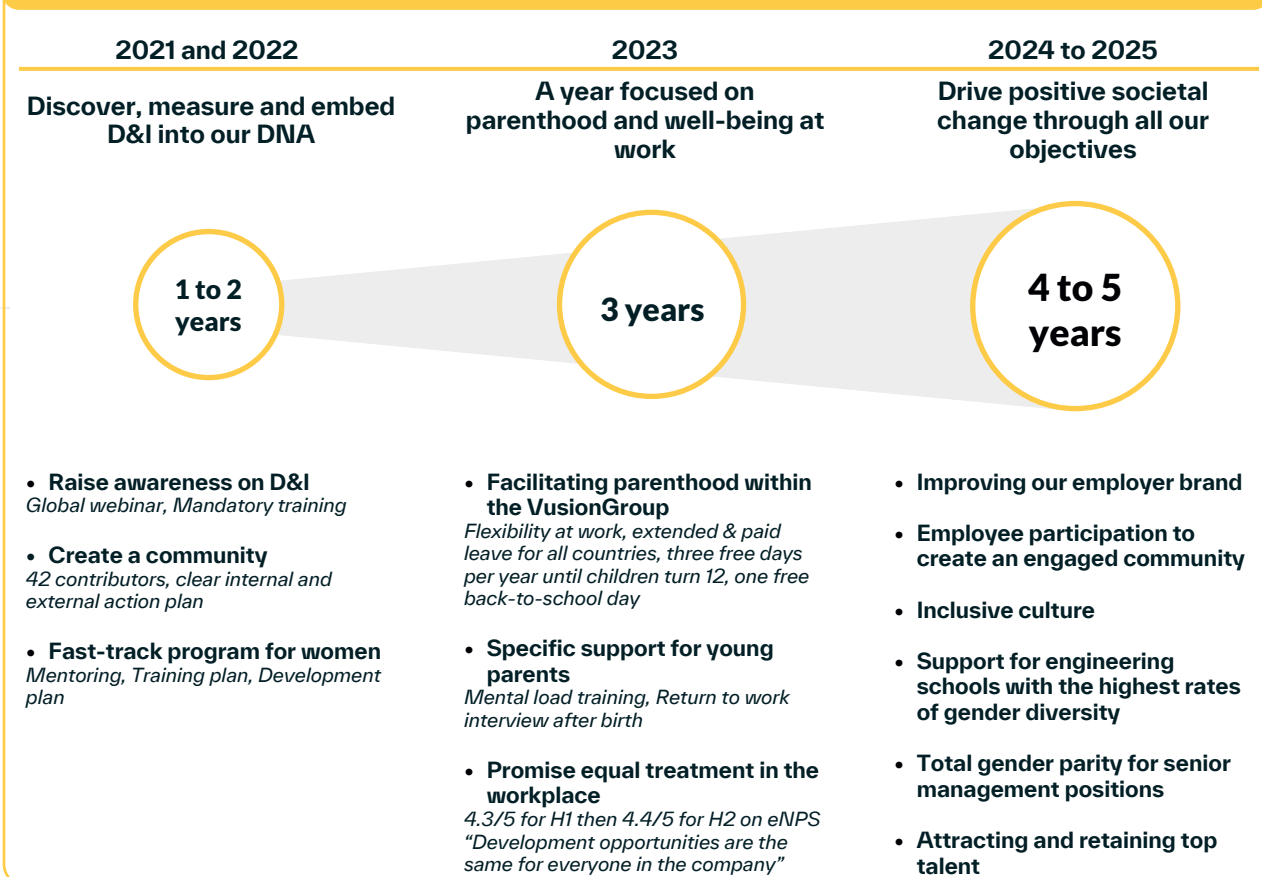 2021 and 2022
Discover, measure and embed
D&I into our DNA
1 to 2
years
• Raise awareness on D&I
Global webinar, Mandatory training
• Create a community
42 contributors, clear internal and
external action plan
• Fast-track program for women
Mentoring, Training plan, Development
plan
2023
A year focused on
parenthood and well-being at
work
3 years
• Facilitating parenthood within
the VusionGroup
Flexibility at work, extended & paid
leave for all countries, three free days
per year until children turn 12, one free
back-to-school day
• Specific support for young
parents
Mental load training, Return to work
interview after birth
• Promise equal treatment in the
workplace
4.3/5 for H1 then 4.4/5 for H2 on eNPS
“Development opportunities are the
same for everyone in the company”
2024 to 2025
Drive positive societal
change through all our
objectives
4 to 5
years
• Improving our employer brand
• Employee participation to
create an engaged community
• Inclusive culture
• Support for engineering
schools with the highest rates
of gender diversity
• Total gender parity for senior
management positions
• Attracting and retaining top
talent